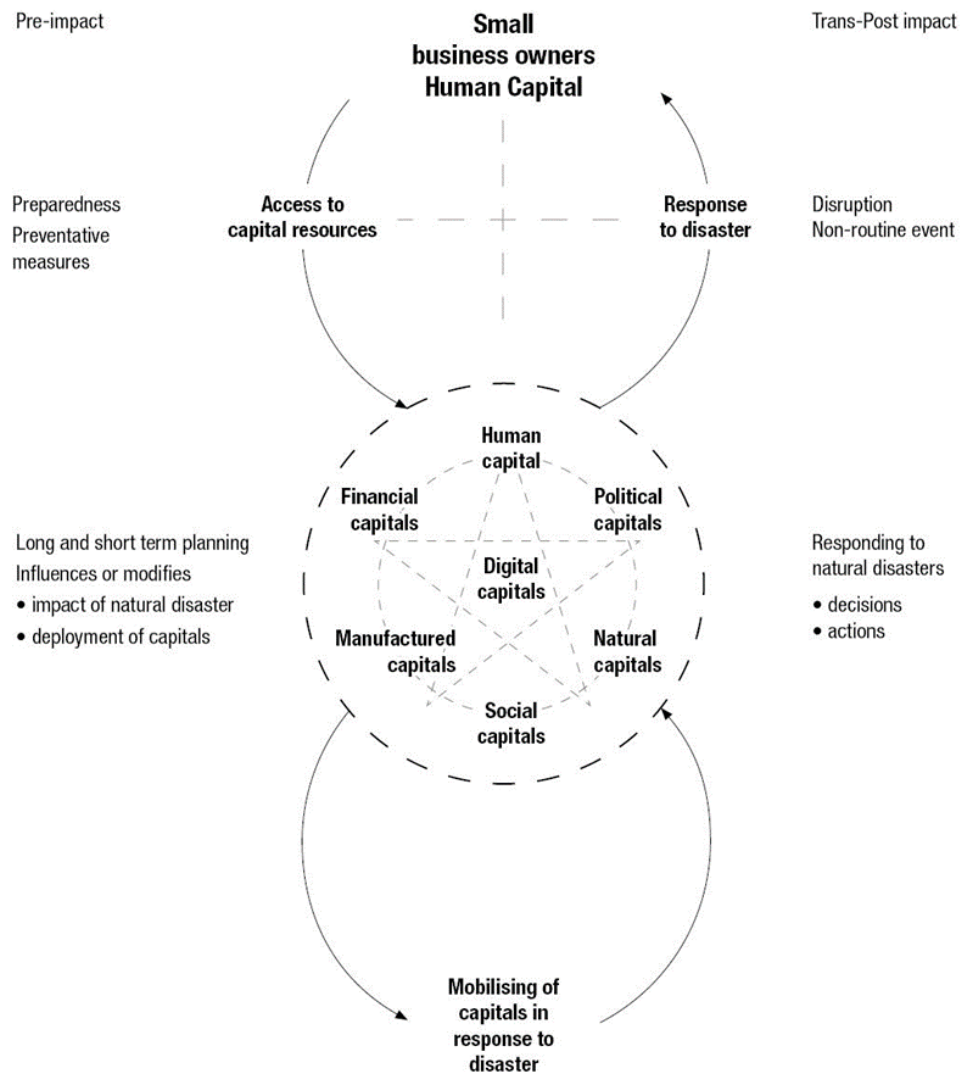 Pre-impact
Small
business owners
Human Capital
Trans-Post impact
Preparedness
Preventative
measures
Access to
capital resources
Response
to disaster
Disruption
Non-routine event
Human
capital
Financial
capitals
Political
capitals
Long and short term planning
Influences or modifies
• impact of natural disaster
• deployment of capitals
Digital
capitals
Responding to
natural disasters
• decisions
• actions
Manufactured
capitals
Natural
capitals
Social
capitals
Mobilising of
capitals in
response to
disaster